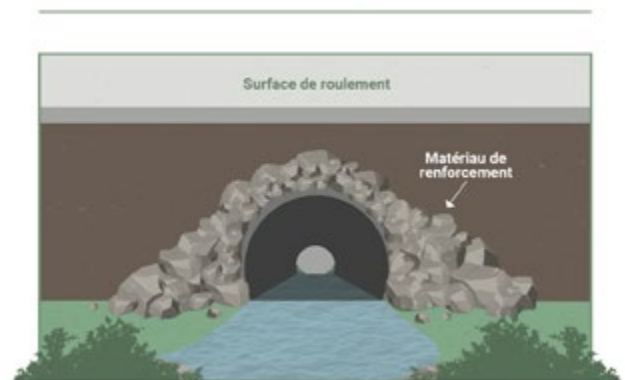 Surface de roulement
Matériau de
renforcement